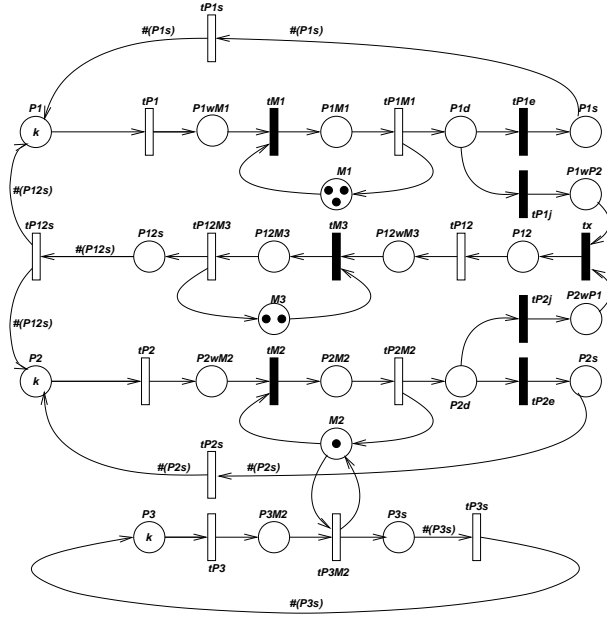 tP1s
#(P1s) #(P1s)
P1 tP1 P1wM1 tM1 P1M1 tP1M1 P1d tP1e P1s
k
M1
P1wP2
tP1j
#(P12s)
tP12s #(P12s) P12s tP12M3 P12M3 tM3 P12wM3 tP12 P12 tx
M3
P2wP1
#(P12s)
tP2j
P2 tP2 P2wM2 tM2 P2M2 tP2M2 P2s
k
P2d tP2e
M2
tP2s
#(P2s) #(P2s)
P3 P3M2 P3s #(P3s) tP3s
k
tP3 tP3M2
#(P3s)